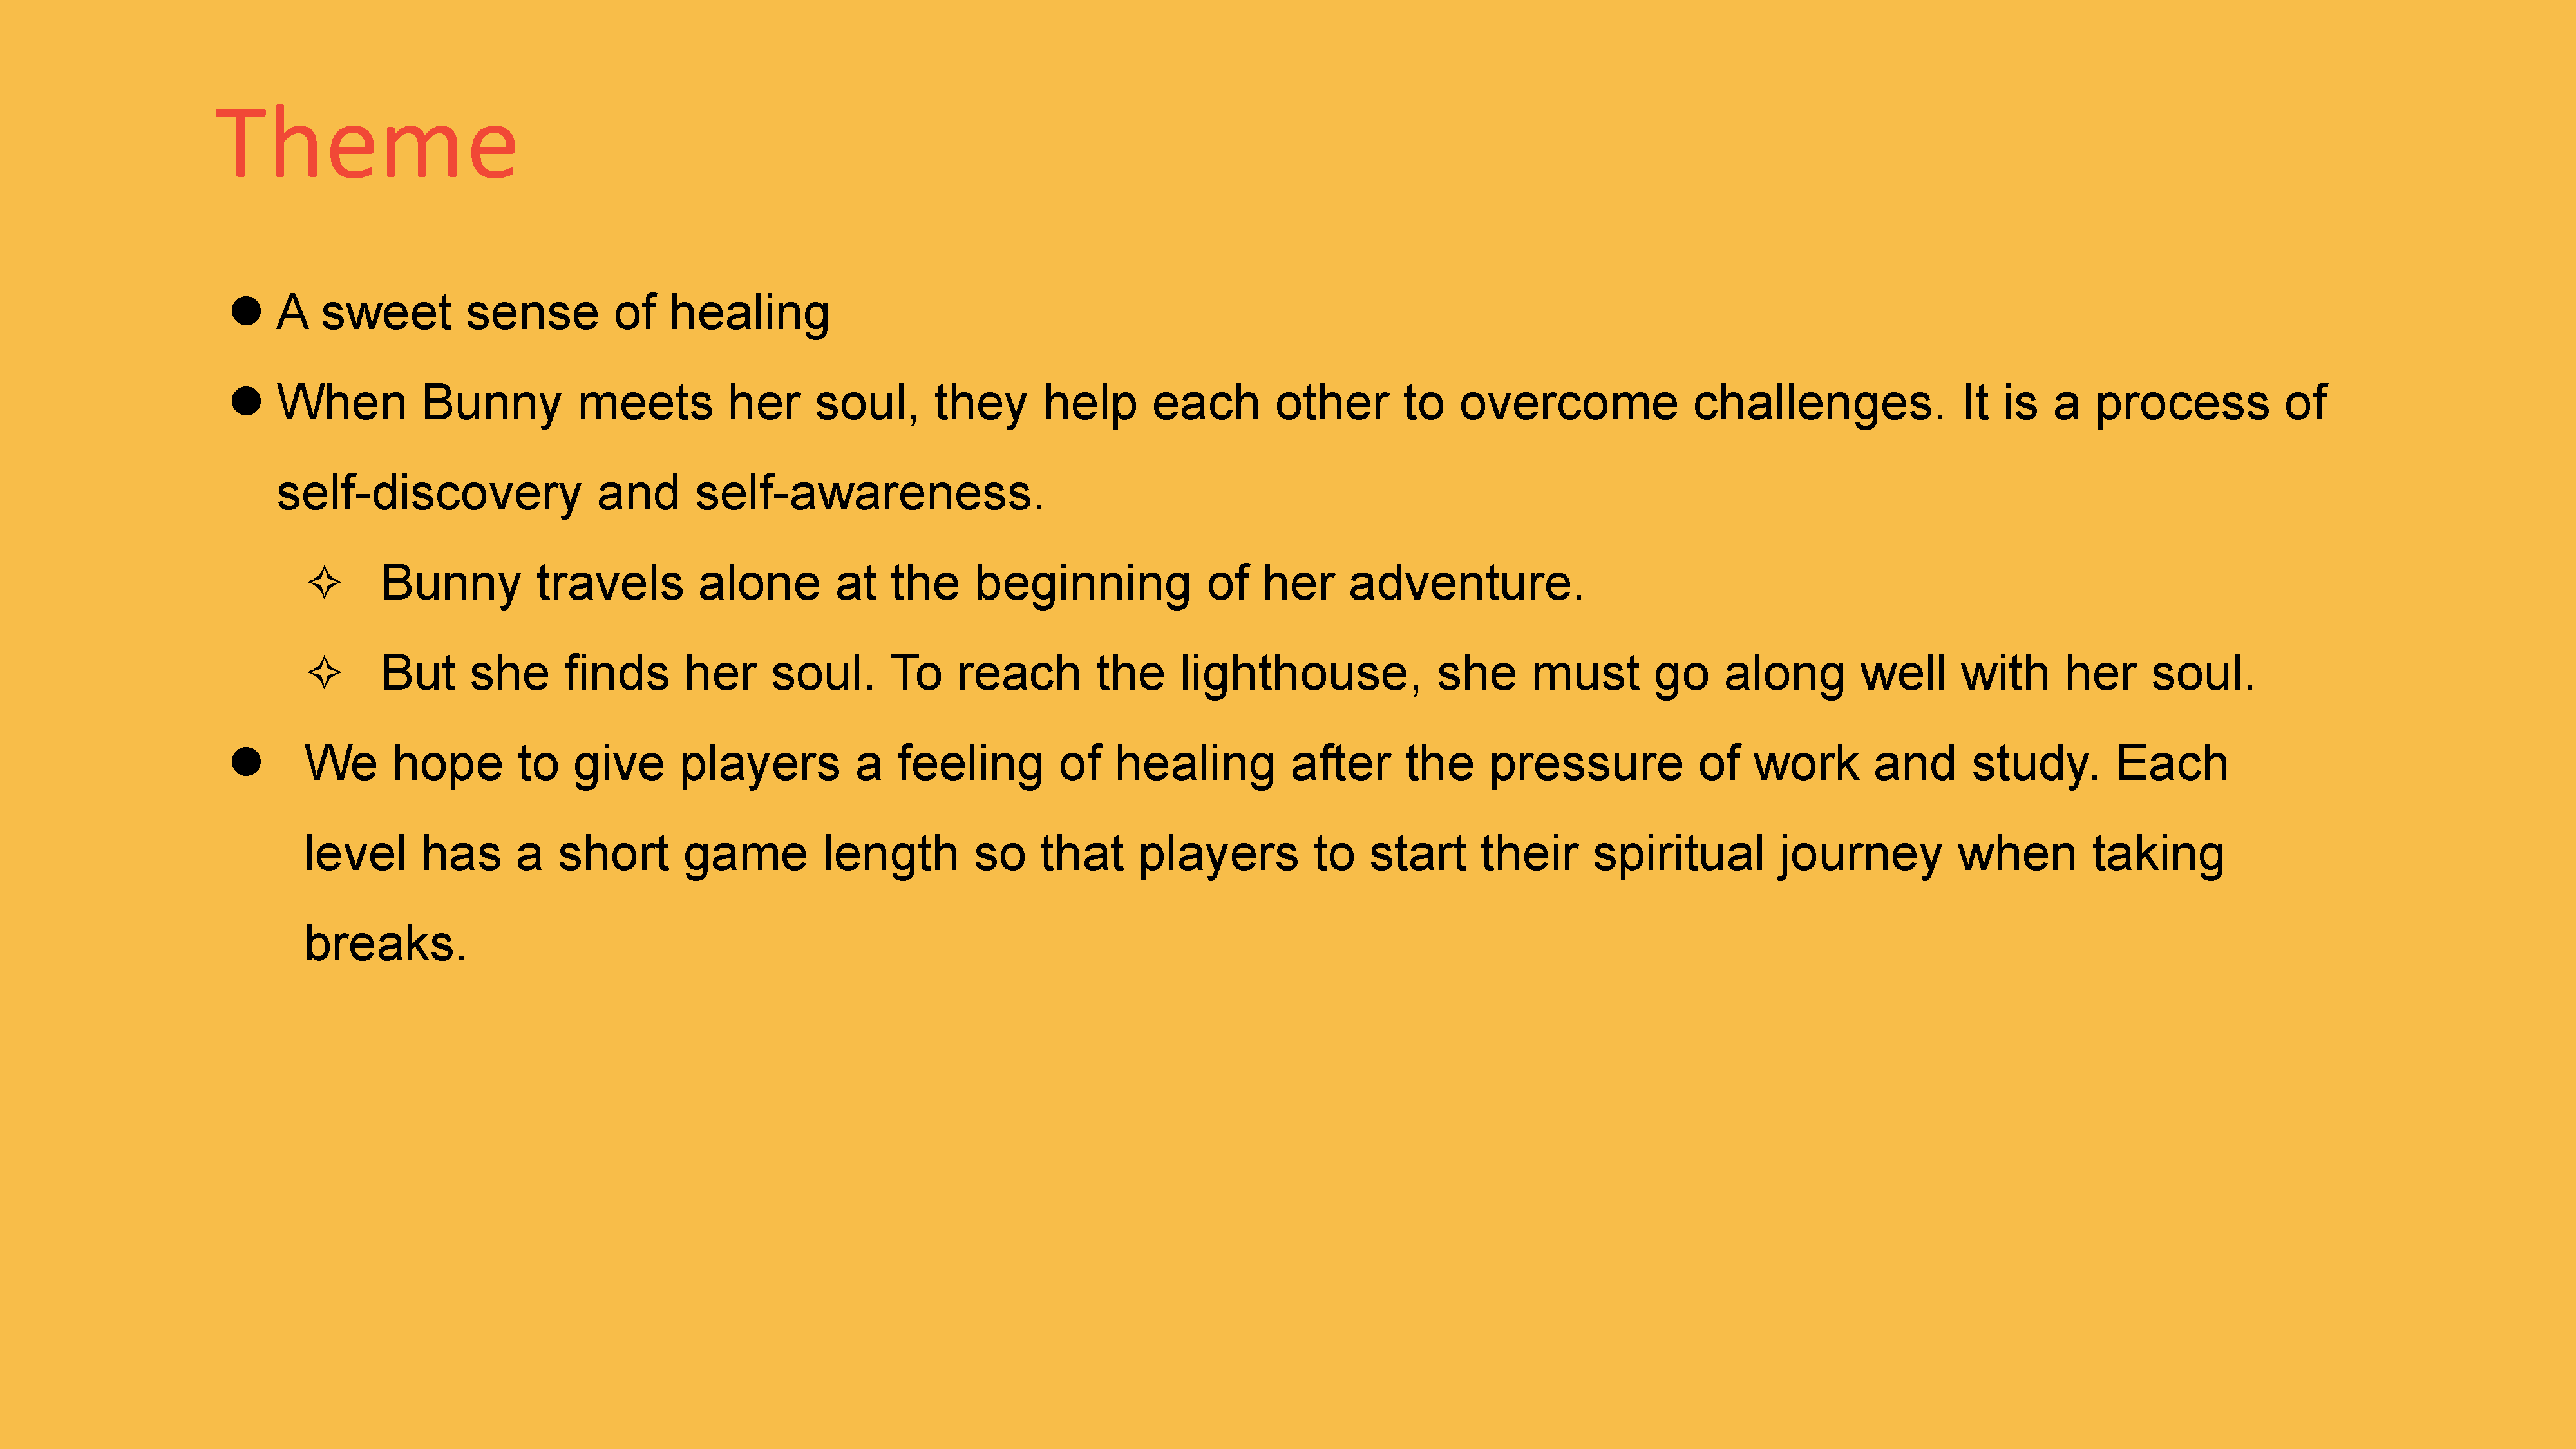 Theme
● A sweet sense of healing
● When Bunny meets her soul, they help each other to overcome challenges. It is a process of
self-discovery and self-awareness.
✧ Bunny travels alone at the beginning of her adventure.
✧ But she finds her soul. To reach the lighthouse, she must go along well with her soul.
● We hope to give players a feeling of healing after the pressure of work and study. Each
level has a short game length so that players to start their spiritual journey when taking
breaks.